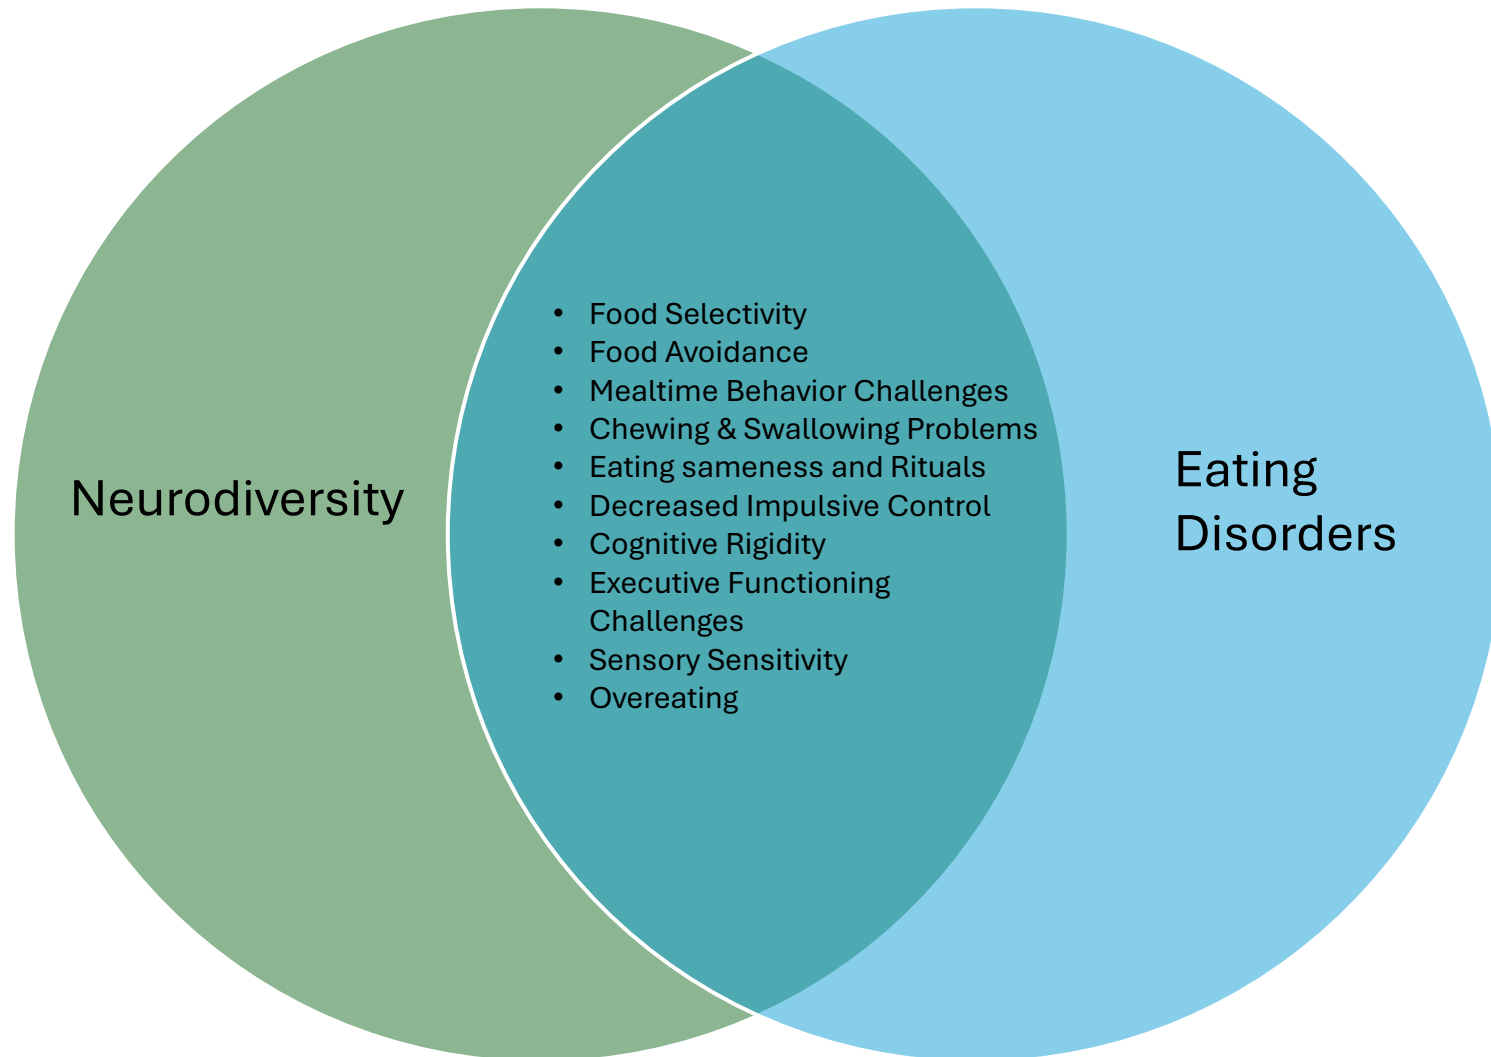 Neurodiversity
• Food Selectivity
• Food Avoidance
• Mealtime Behavior Challenges
• Chewing & Swallowing Problems
• Eating sameness and Rituals
• Decreased Impulsive Control
• Cognitive Rigidity
• Executive Functioning
Challenges
• Sensory Sensitivity
• Overeating
Eating
Disorders